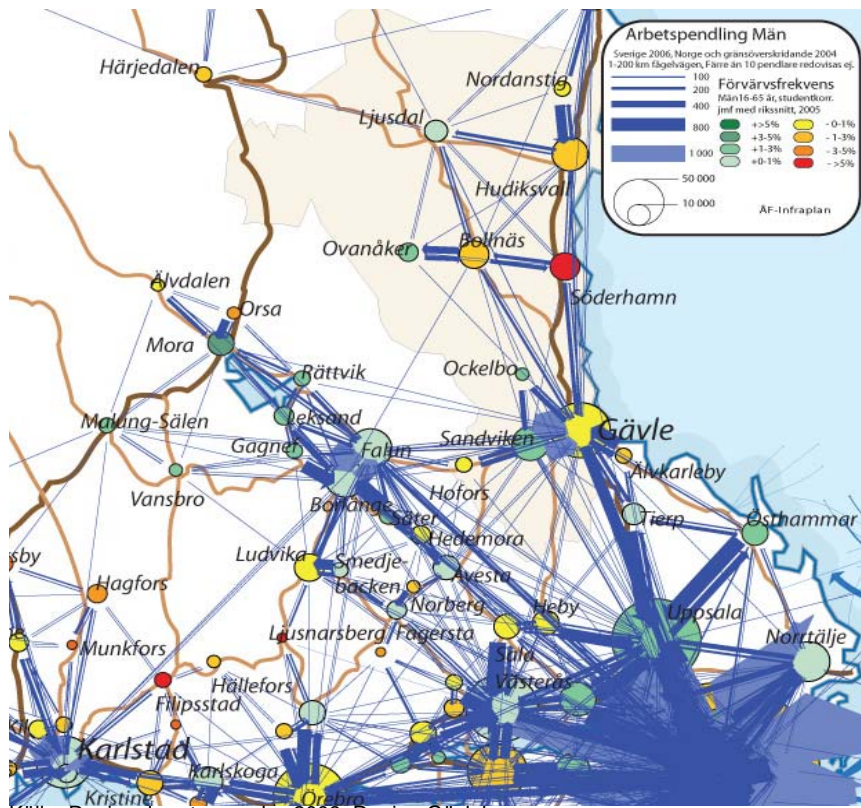 Arbetspendling Män
Sverige 2006, Norge och gränsöverskridande 2004
1-200 km fågelvägen, Färre än 10 pendlare redovisas ej.
100
200
400
800
1 000
Förvärvsfrekvens
Män16-65 år, studentkorr.
jmf med rikssnitt, 2005
+>5%
+3-5%
+1-3%
+0-1%
- 0-1%
- 1-3%
- 3-5%
- >5%
50 000
10 000
ÅF-Infraplan
Härjedalen
Nordanstig
Ljusdal
Hudiksvall
Ovanåker
Bollnäs
Söderhamn
Älvdalen
Orsa
Mora
Rättvik
Ockelbo
Malung-Sälen
Leksand
Gagnef
Falun
Sandviken
Gävle
Älvkarleby
Vansbro
Borlänge
Hofors
Säter
Tierp
Östhammar
Hedemora
Ludvika
Smedje-
backen
Avesta
Hagfors
Norberg
Heby
Uppsala
Munkfors
Ljusnarsberg
Fagersta
Sala
Norrtälje
Hällefors
Västerås
Filipsstad
Kil
Karlstad
Karlskoga
Örebro
Kristine